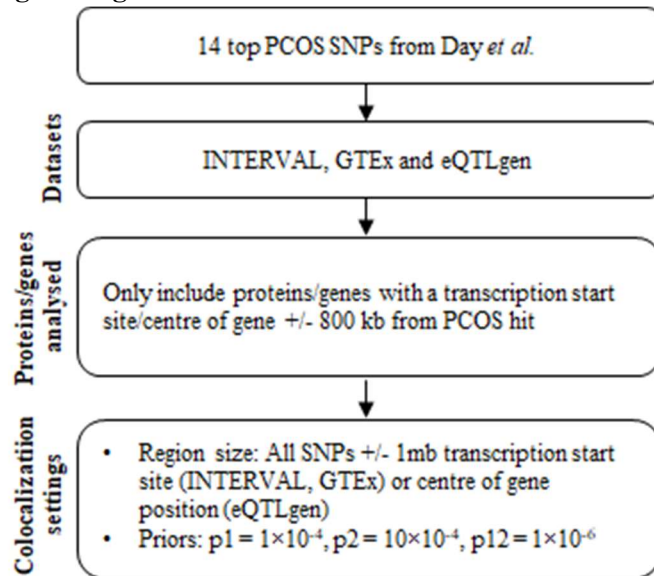 14 top PCOS SNPs from Day et al.
Datasets
INTERVAL, GTEx and eQTLgen
Proteins/genes
analysed
Only include proteins/genes with a transcription start
site/centre of gene +/- 800 kb from PCOS hit
Colocalizatiion
settings
• Region size: All SNPs +/- 1mb transcription start
site (INTERVAL, GTEx) or centre of gene
position (eQTLgen)
• Priors: p1 = 1×10⁻⁴, p2 = 10×10⁻⁴, p12 = 1×10⁻⁶